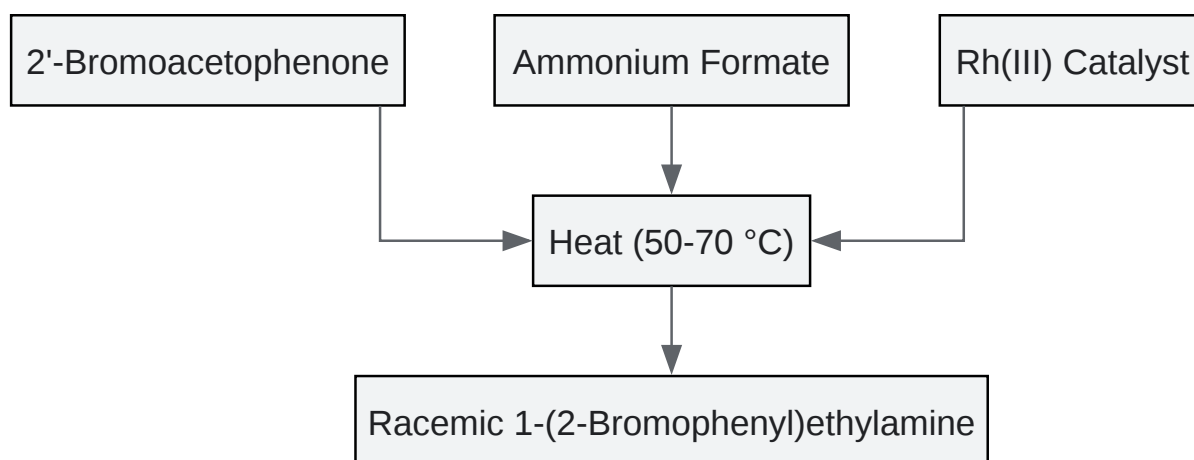 2'-Bromoacetophenone
Ammonium Formate
Rh(III) Catalyst
Heat (50-70 °C)
Racemic 1-(2-Bromophenyl)ethylamine